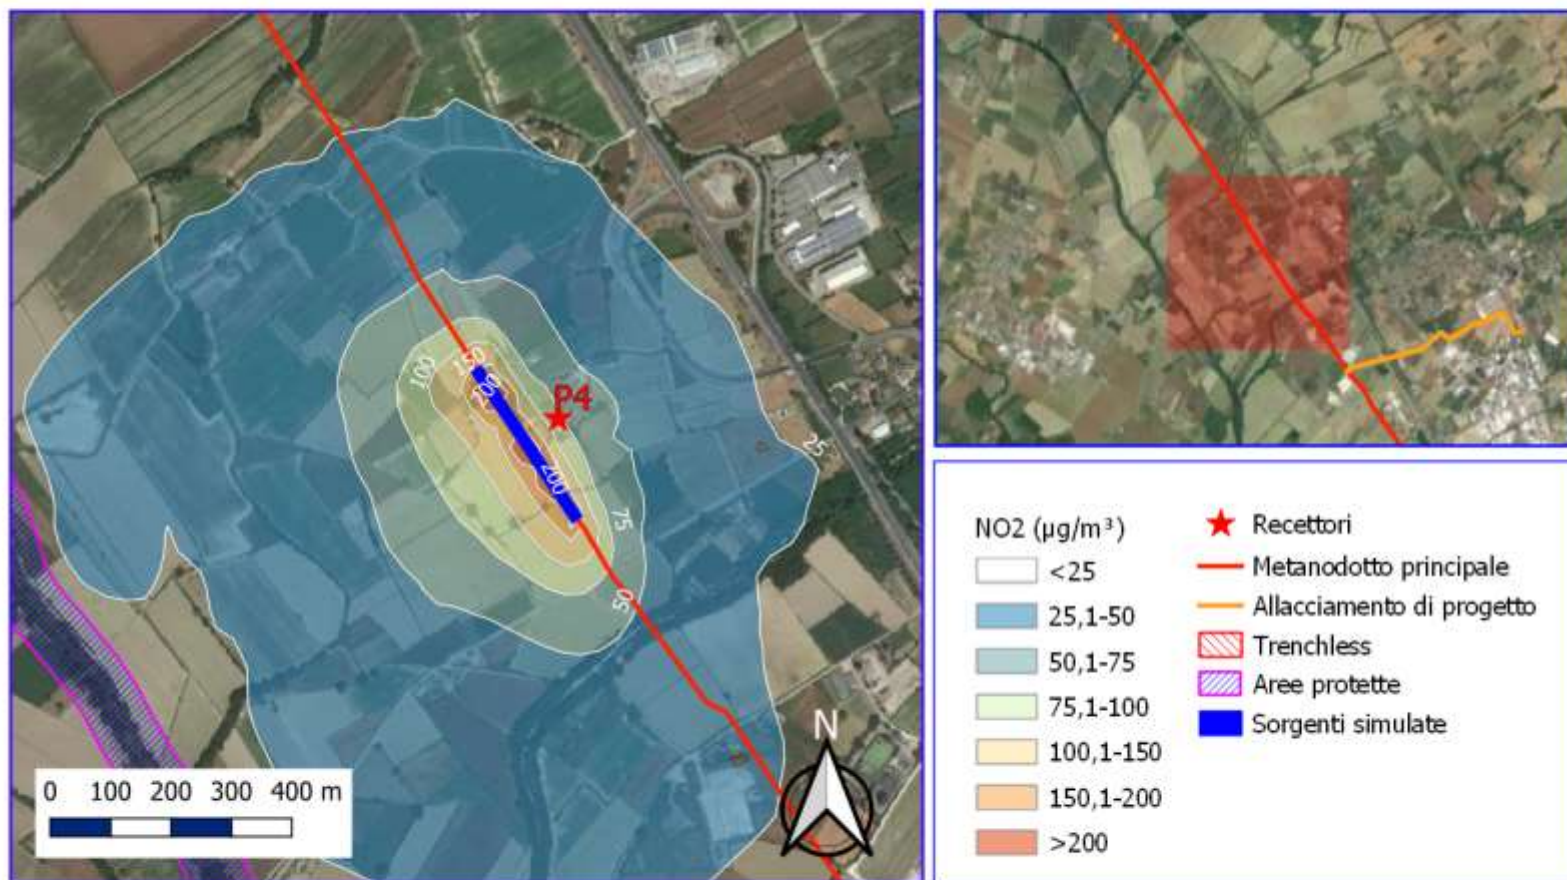 100
P4
200
25
75
50
N
0 100 200 300 400 m
NO2 (µg/m³)
<25
25,1-50
50,1-75
75,1-100
100,1-150
150,1-200
>200
Recettori
Metanodotto principale
Allacciamento di progetto
Trenchless
Aree protette
Sorgenti simulate